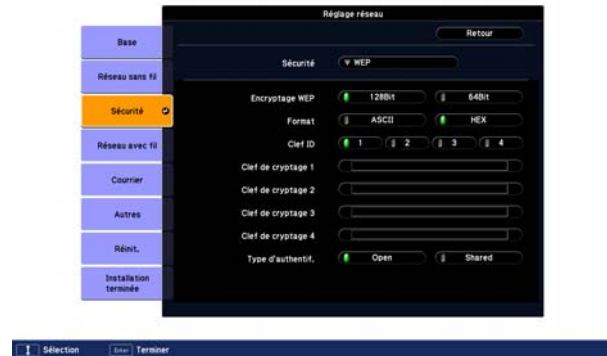 Réglage réseau
Retour
Base
Réseau sans fil
Sécurité
Réseau avec fil
Courrier
Autres
Réinit.
Installation
terminée
Sécurité WEP
Encryptage WEP 128Bit 64Bit
Format ASCII HEX
Clef ID 1 2 3 4
Clef de cryptage 1
Clef de cryptage 2
Clef de cryptage 3
Clef de cryptage 4
Type d'authentif. Open Shared
Sélection Enter Terminer